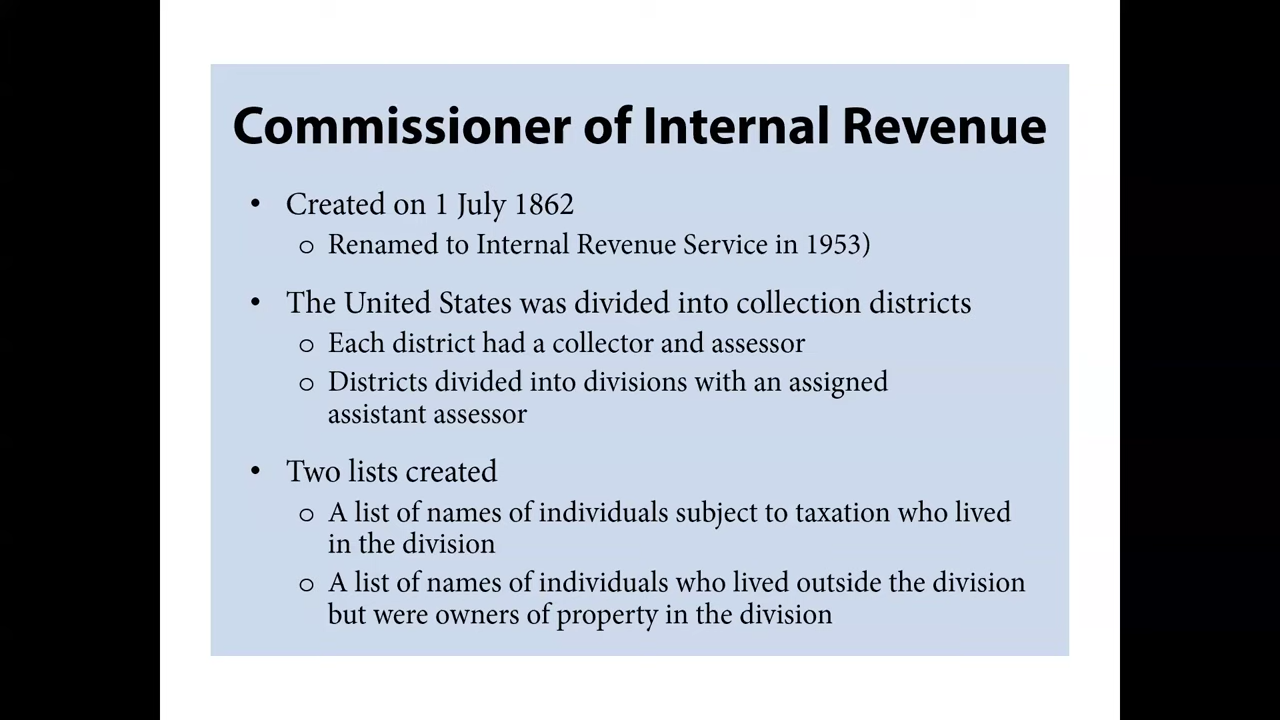 Commissioner of Internal Revenue
• Created on 1 July 1862
o Renamed to Internal Revenue Service in 1953)
• The United States was divided into collection districts
o Each district had a collector and assessor
o Districts divided into divisions with an assigned
assistant assessor
• Two lists created
o A list of names of individuals subject to taxation who lived
in the division
o A list of names of individuals who lived outside the division
but were owners of property in the division